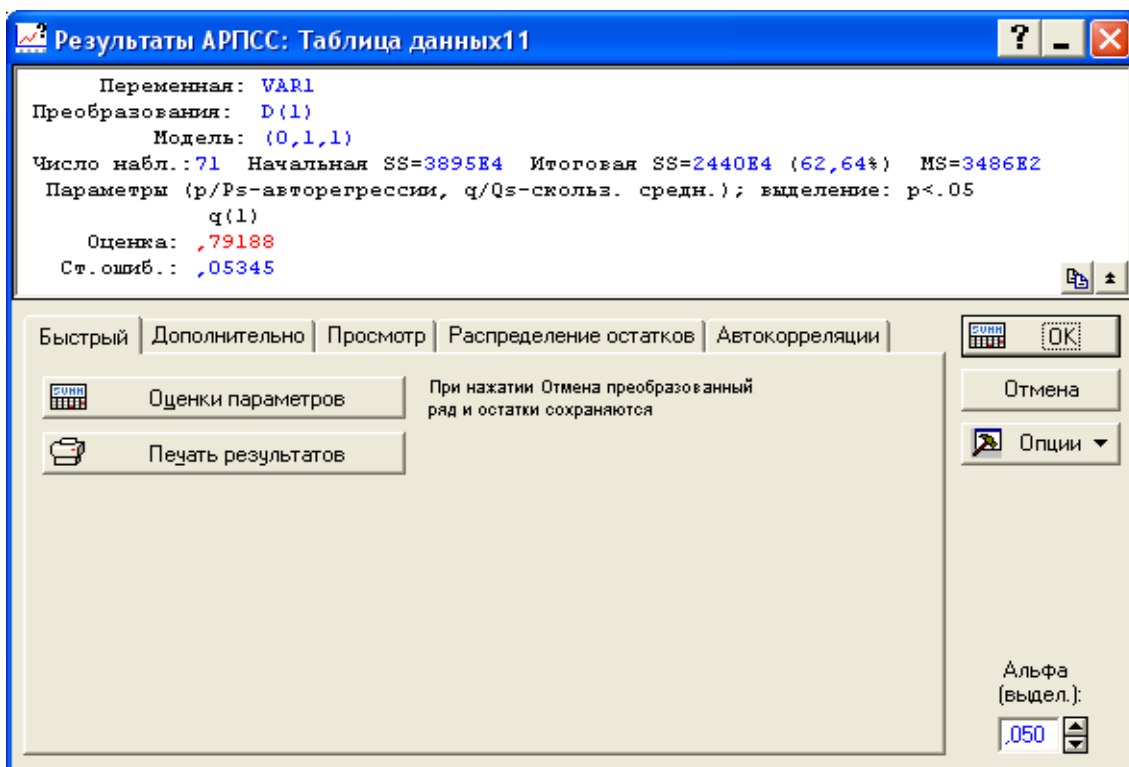 Результаты АРПСС: Таблица данных11
Переменная: VAR1
Преобразования: D(1)
Модель: (0,1,1)
Число набл.:71 Начальная SS=3895E4 Итоговая SS=2440E4 (62,64%) MS=3486E2
Параметры (p/Ps-авторегрессии, q/Qs-скольз. средн.); выделение: p<.05
q(1)
Оценка: ,79188
Ст.ошиб.: ,05345
Быстрый Дополнительно Просмотр Распределение остатков Автокорреляции
SUMM OK
SUMM Оценки параметров
При нажатии Отмена преобразованный
ряд и остатки сохраняются
Отмена
Печать результатов
Опции
Альфа
(выдел.):
,050